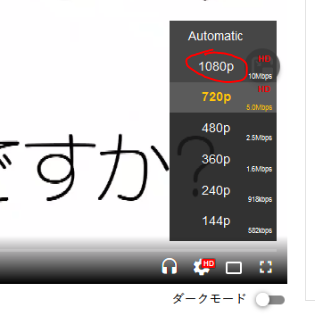 Automatic
1080p HD
10Mbps
720p HD
5.0Mbps
480p
2.5Mbps
360p
1.6Mbps
240p
918kbps
144p
582kbps
ですか?
HD
ダークモード